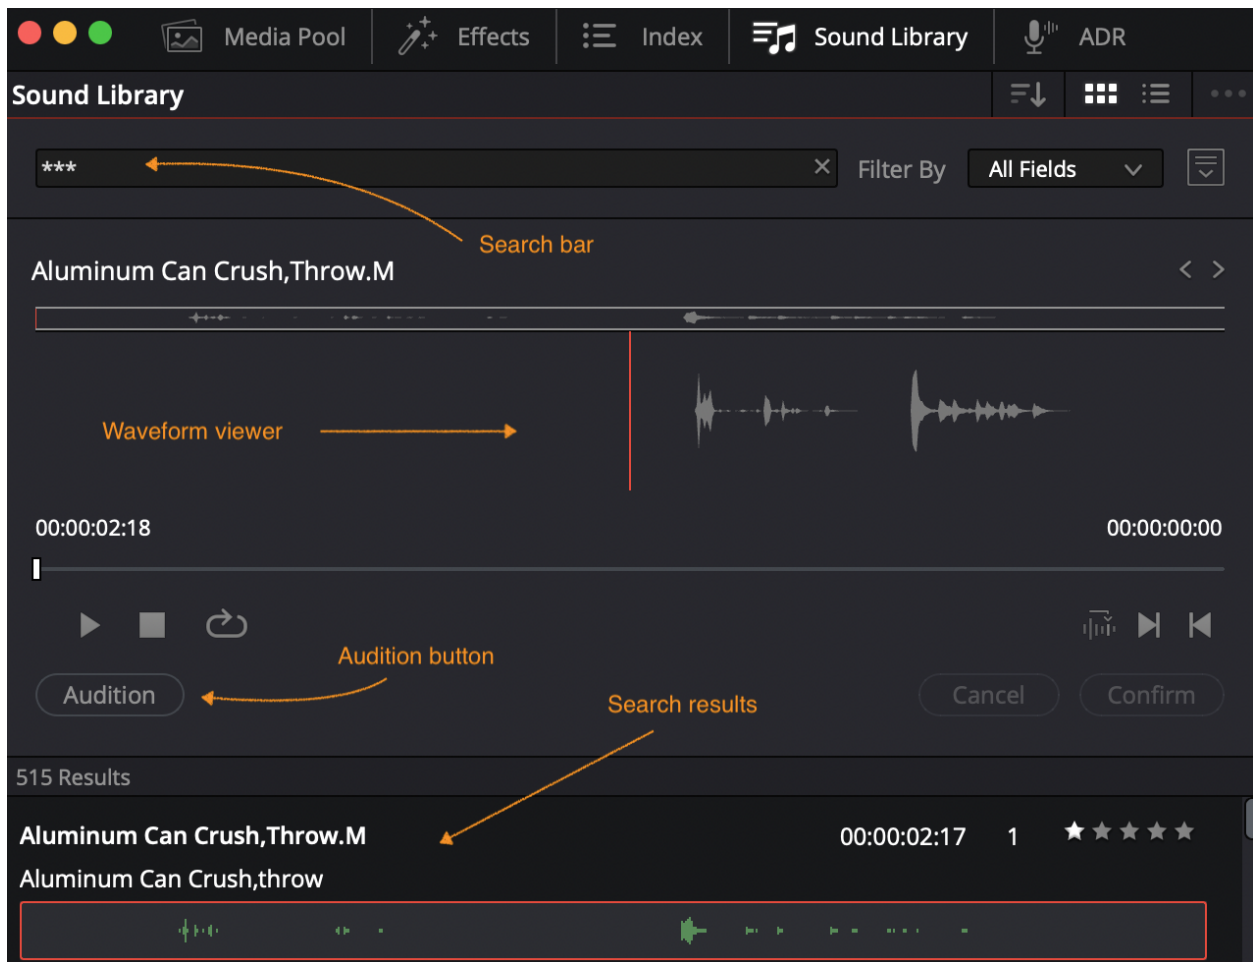 Media Pool Effects Index Sound Library ADR
Sound Library
*** Filter By All Fields
Search bar
Aluminum Can Crush,Throw.M
Waveform viewer
00:00:02:18 00:00:00:00
Audition button
Audition Cancel Confirm
Search results
515 Results
Aluminum Can Crush,Throw.M 00:00:02:17 1
Aluminum Can Crush,throw